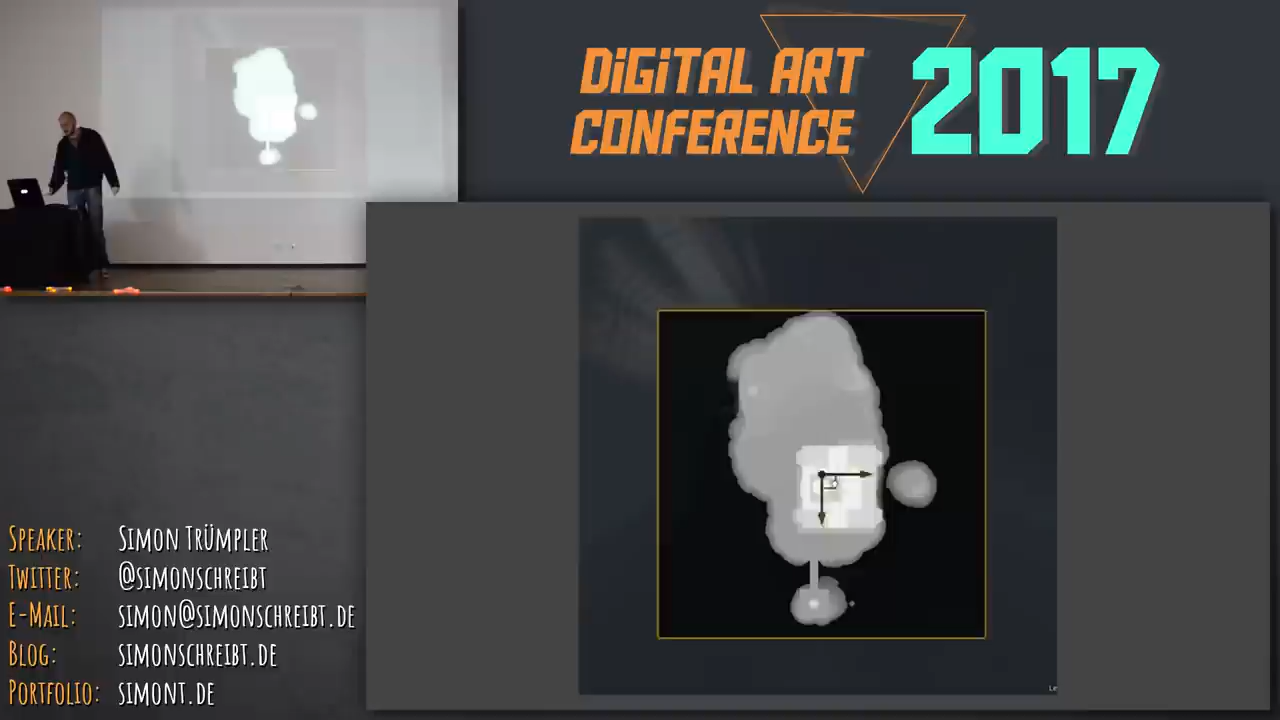 DiGiTAL ART
CONFERENCE
2017
SPEAKER: SIMON TRÜMPLER
TWITTER: @SIMONSCHREIBT
E-MAIL: SIMON@SIMONSCHREIBT.DE
BLOG: SIMONSCHREIBT.DE
PORTFOLIO: SIMONT.DE